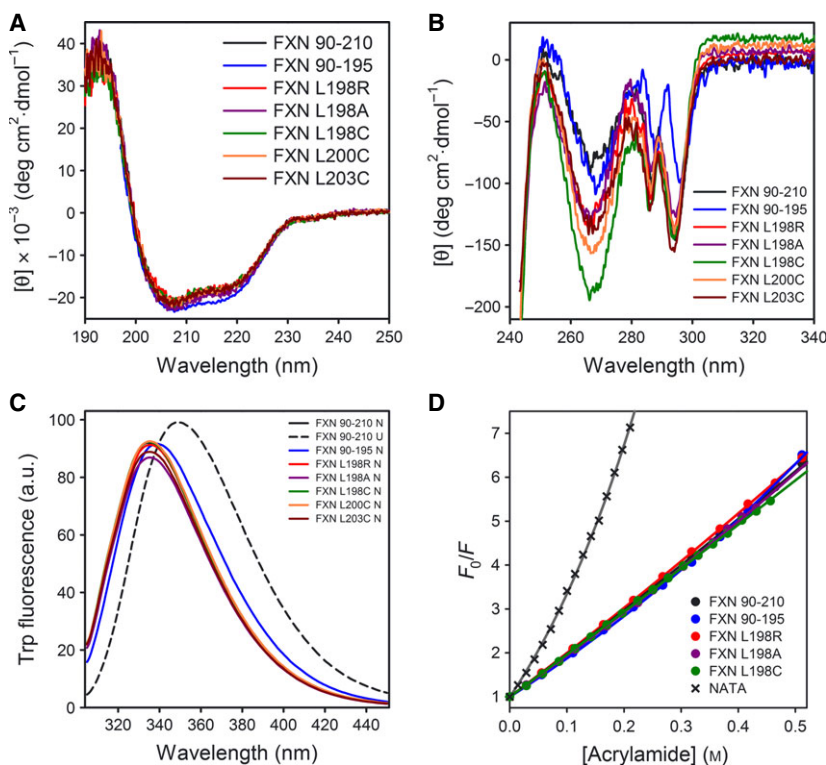 A
[θ] × 10⁻³ (deg cm²·dmol⁻¹)
40
30
20
10
0
−10
−20
190 200 210 220 230 240 250
Wavelength (nm)
FXN 90-210
FXN 90-195
FXN L198R
FXN L198A
FXN L198C
FXN L200C
FXN L203C
B
[θ] (deg cm²·dmol⁻¹)
0
−50
−100
−150
−200
240 260 280 300 320 340
Wavelength (nm)
FXN 90-210
FXN 90-195
FXN L198R
FXN L198A
FXN L198C
FXN L200C
FXN L203C
C
Trp fluorescence (a.u.)
100
80
60
40
20
0
320 340 360 380 400 420 440
Wavelength (nm)
FXN 90-210 N
FXN 90-210 U
FXN 90-195 N
FXN L198R N
FXN L198A N
FXN L198C N
FXN L200C N
FXN L203C N
D
F₀/F
7
6
5
4
3
2
1
0.0 0.1 0.2 0.3 0.4 0.5
[Acrylamide] (M)
FXN 90-210
FXN 90-195
FXN L198R
FXN L198A
FXN L198C
NATA